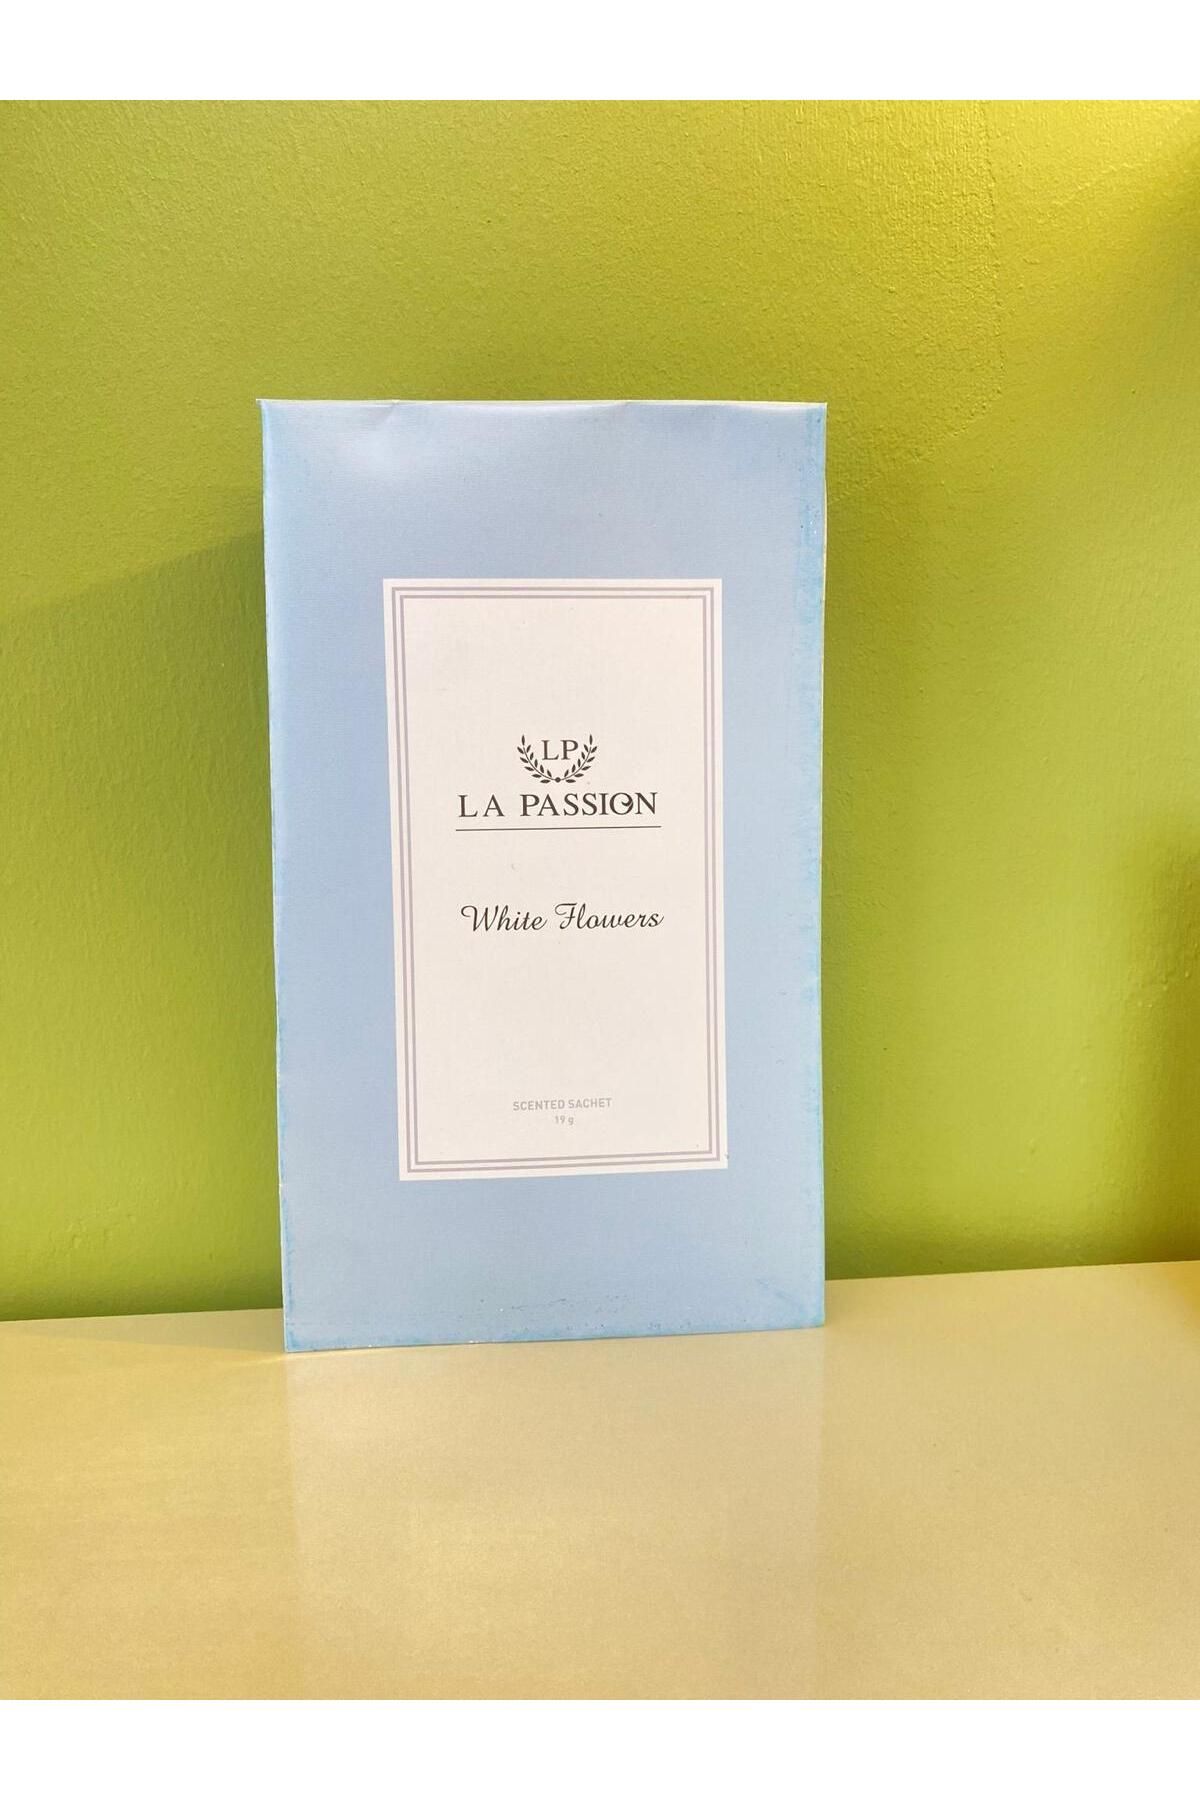 LP
LA PASSION
White Flowers
SCENTED SACHET
19 g